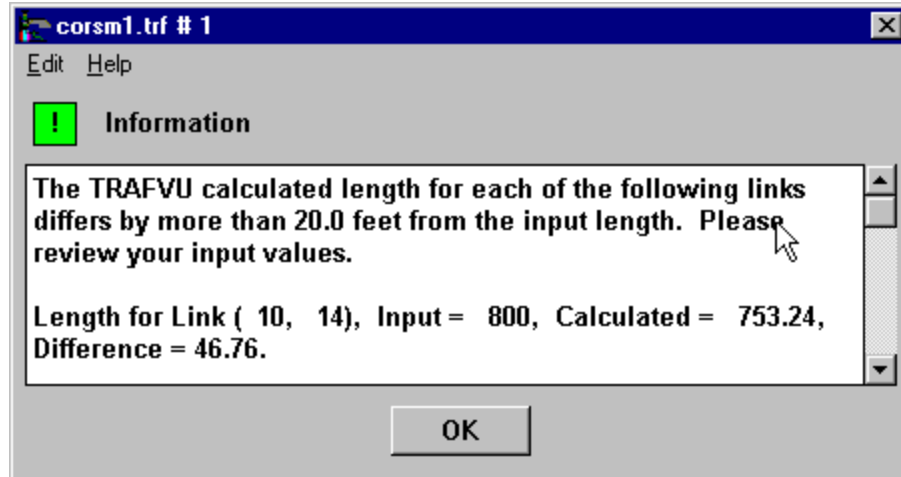 corsm1.trf # 1
Edit Help
! Information
The TRAFVU calculated length for each of the following links
differs by more than 20.0 feet from the input length. Please
review your input values.
Length for Link ( 10, 14), Input = 800, Calculated = 753.24,
Difference = 46.76.
OK